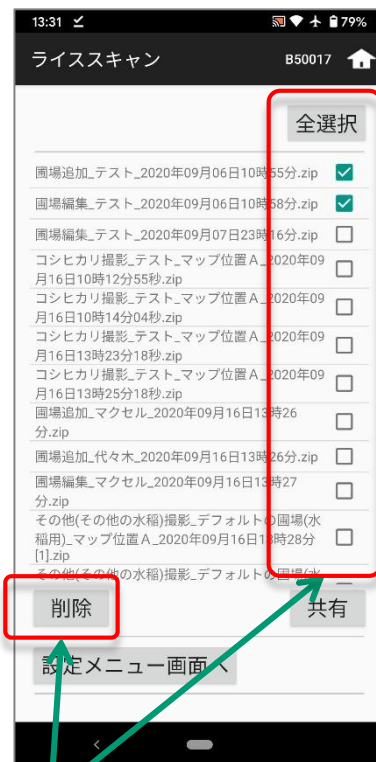 13:31 79%
ライススキャン B50017
全選択
圃場追加_テスト_2020年09月06日10時55分.zip
圃場編集_テスト_2020年09月06日10時58分.zip
圃場編集_テスト_2020年09月07日23時16分.zip
コシヒカリ撮影_テスト_マップ位置A_2020年09
月16日10時12分55秒.zip
コシヒカリ撮影_テスト_マップ位置A_2020年09
月16日10時14分04秒.zip
コシヒカリ撮影_テスト_マップ位置A_2020年09
月16日13時23分18秒.zip
コシヒカリ撮影_テスト_マップ位置A_2020年09
月16日13時25分18秒.zip
圃場追加_マクセル_2020年09月16日13時26
分.zip
圃場追加_代々木_2020年09月16日13時26分.zip
圃場編集_マクセル_2020年09月16日13時27
分.zip
その他(その他の水稲)撮影_デフォルトの圃場(水
稲用)_マップ位置A_2020年09月16日13時28分
[1].zip
その他(その他の水稲)撮影_デフォルトの圃場(水
削除 共有
設定メニュー画面へ